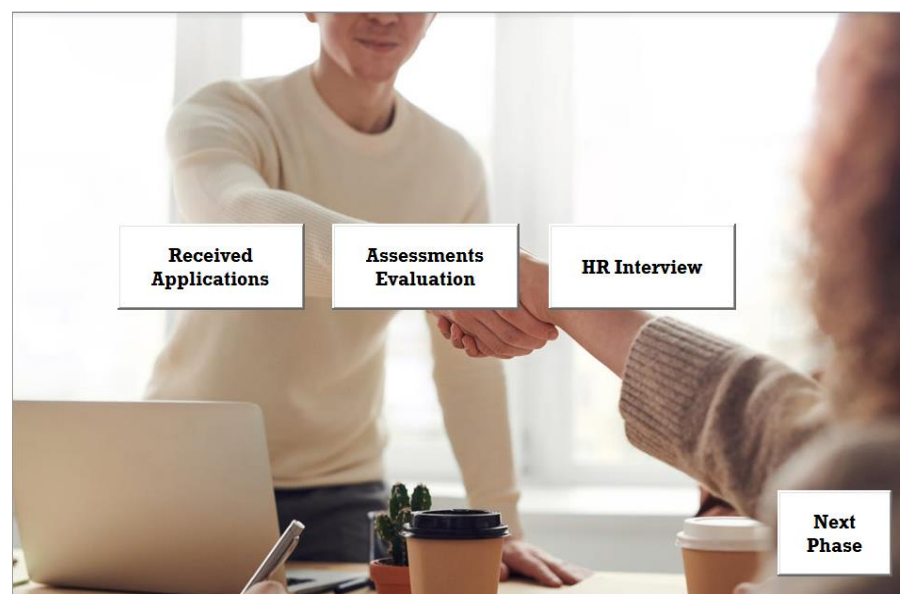 Received
Applications
Assessments
Evaluation
HR Interview
Next
Phase